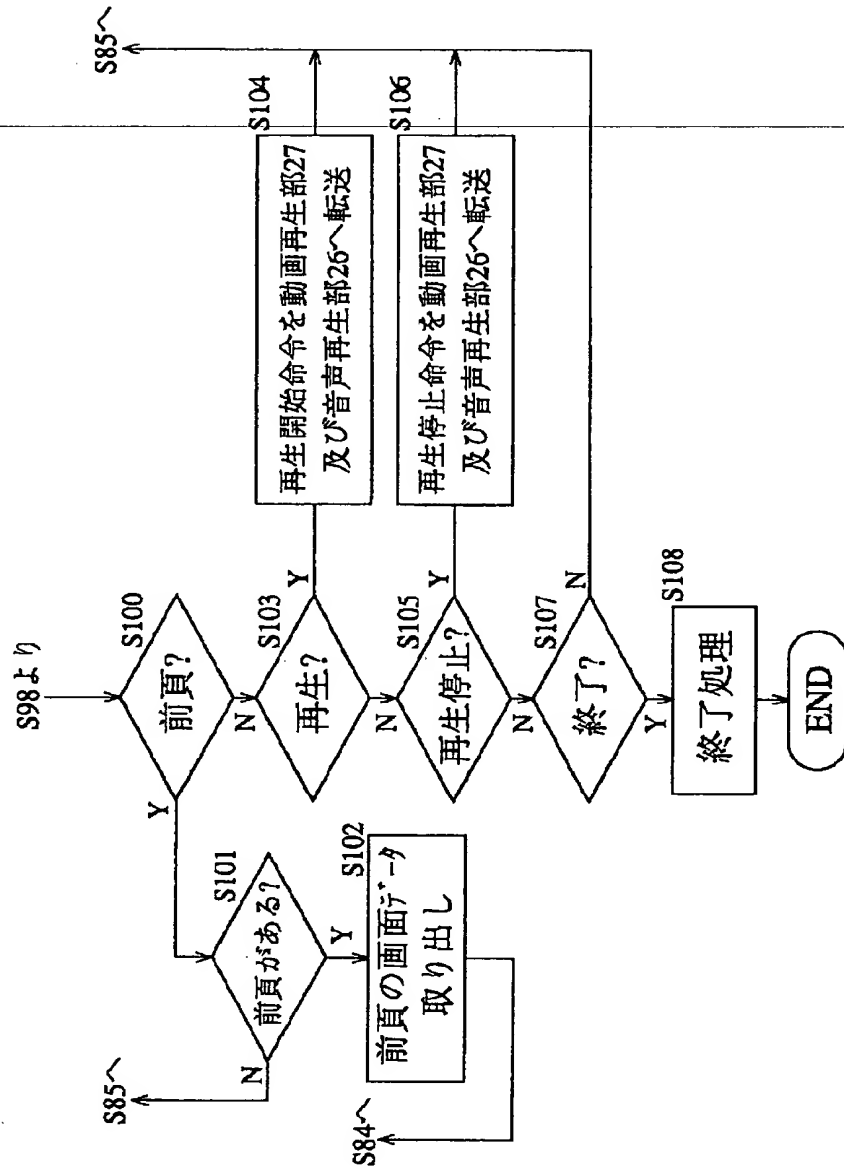 S98より
S100
前頁?
Y
N
S101
前頁がある?
N
Y
S85へ
S102
前頁の画面データ
取り出し
S84へ
S103
再生?
Y
N
S104
再生開始命令を動画再生部27
及び音声再生部26へ転送
S85へ
S105
再生停止?
Y
N
S106
再生停止命令を動画再生部27
及び音声再生部26へ転送
S107
終了?
N
Y
S108
終了処理
END